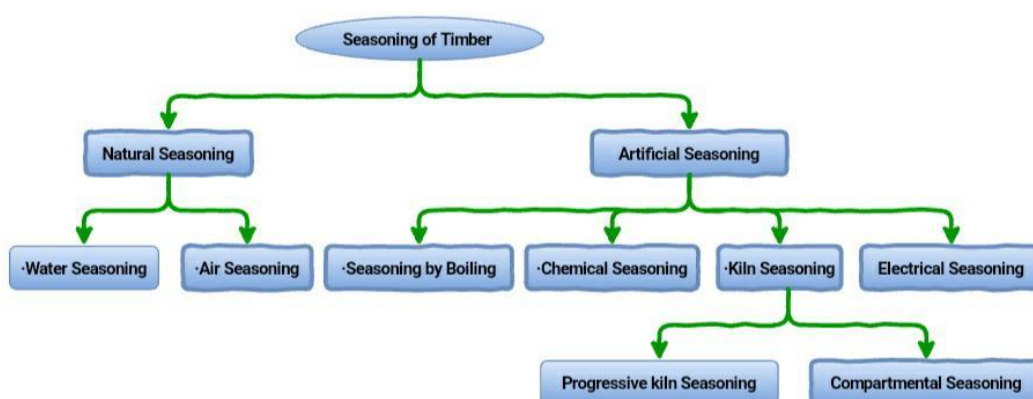 Seasoning of Timber
Natural Seasoning
Artificial Seasoning
·Water Seasoning
·Air Seasoning
·Seasoning by Boiling
·Chemical Seasoning
·Kiln Seasoning
Electrical Seasoning
Progressive kiln Seasoning
Compartmental Seasoning